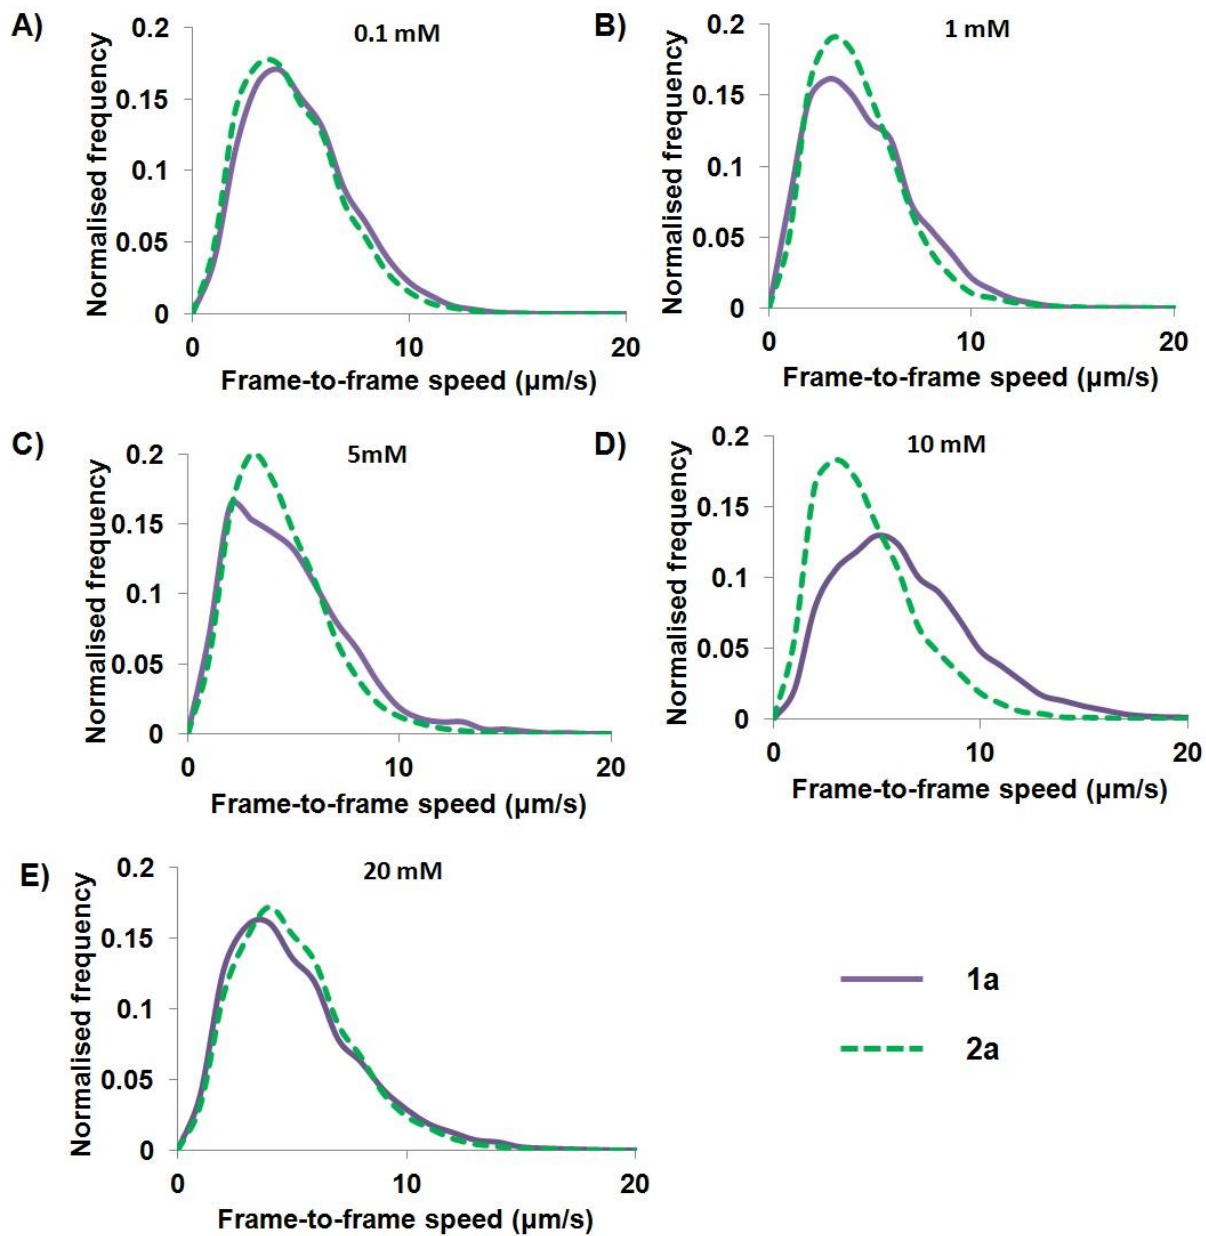 A)
0.1 mM
Normalised frequency
0.2
0.15
0.1
0.05
0
0 10 20
Frame-to-frame speed (µm/s)
B)
1 mM
Normalised frequency
0.2
0.15
0.1
0.05
0
0 10 20
Frame-to-frame speed (µm/s)
C)
5mM
Normalised frequency
0.2
0.15
0.1
0.05
0
0 10 20
Frame-to-frame speed (µm/s)
D)
10 mM
Normalised frequency
0.2
0.15
0.1
0.05
0
0 10 20
Frame-to-frame speed (µm/s)
E)
20 mM
Normalised frequency
0.2
0.15
0.1
0.05
0
0 10 20
Frame-to-frame speed (µm/s)
1a
2a